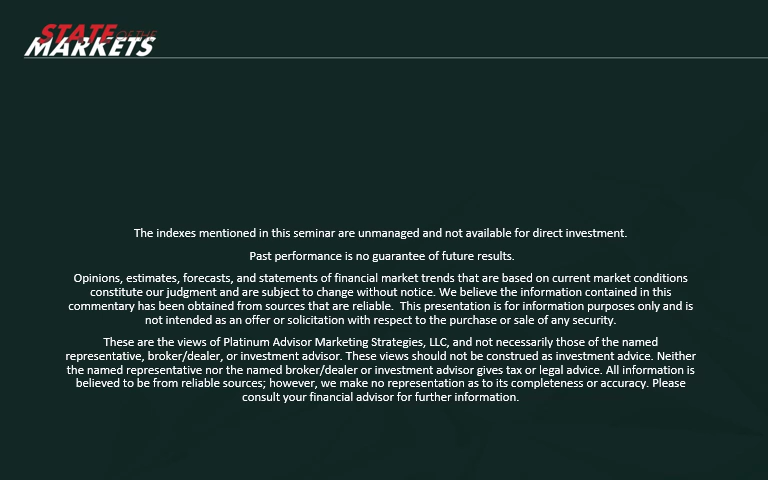 STATE OF THE
MARKETS
The indexes mentioned in this seminar are unmanaged and not available for direct investment.
Past performance is no guarantee of future results.
Opinions, estimates, forecasts, and statements of financial market trends that are based on current market conditions
constitute our judgment and are subject to change without notice. We believe the information contained in this
commentary has been obtained from sources that are reliable.  This presentation is for information purposes only and is
not intended as an offer or solicitation with respect to the purchase or sale of any security.
These are the views of Platinum Advisor Marketing Strategies, LLC, and not necessarily those of the named
representative, broker/dealer, or investment advisor. These views should not be construed as investment advice. Neither
the named representative nor the named broker/dealer or investment advisor gives tax or legal advice. All information is
believed to be from reliable sources; however, we make no representation as to its completeness or accuracy. Please
consult your financial advisor for further information.